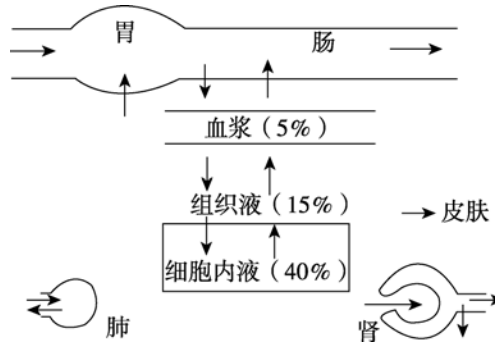 胃
肠
血浆（5%）
组织液（15%）
皮肤
细胞内液（40%）
肺
肾